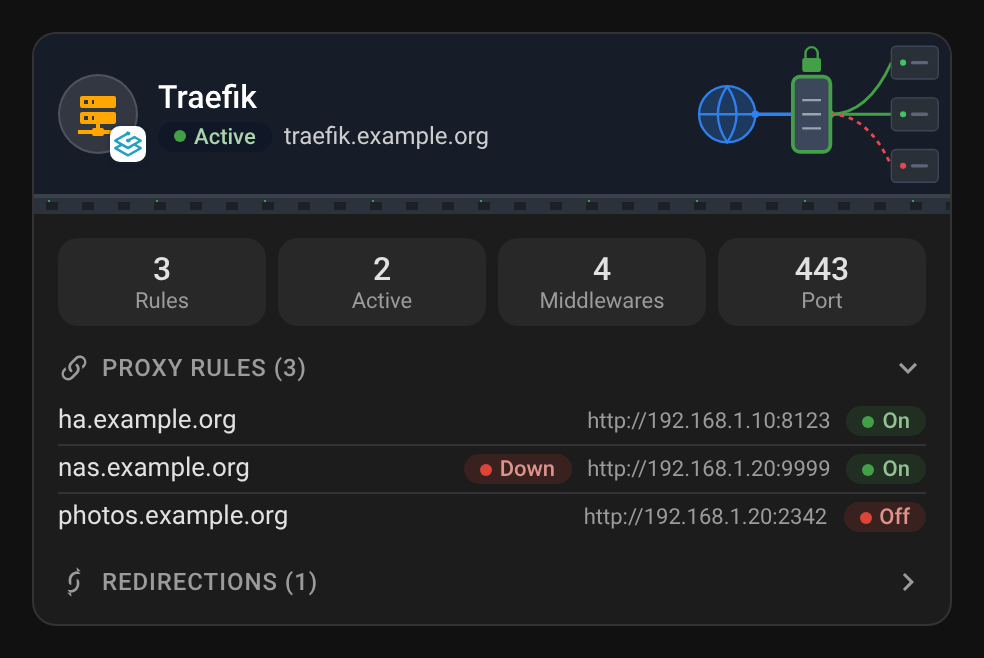 Traefik
Active traefik.example.org
3
Rules
2
Active
4
Middlewares
443
Port
PROXY RULES (3)
ha.example.org http://192.168.1.10:8123 On
nas.example.org Down http://192.168.1.20:9999 On
photos.example.org http://192.168.1.20:2342 Off
REDIRECTIONS (1)